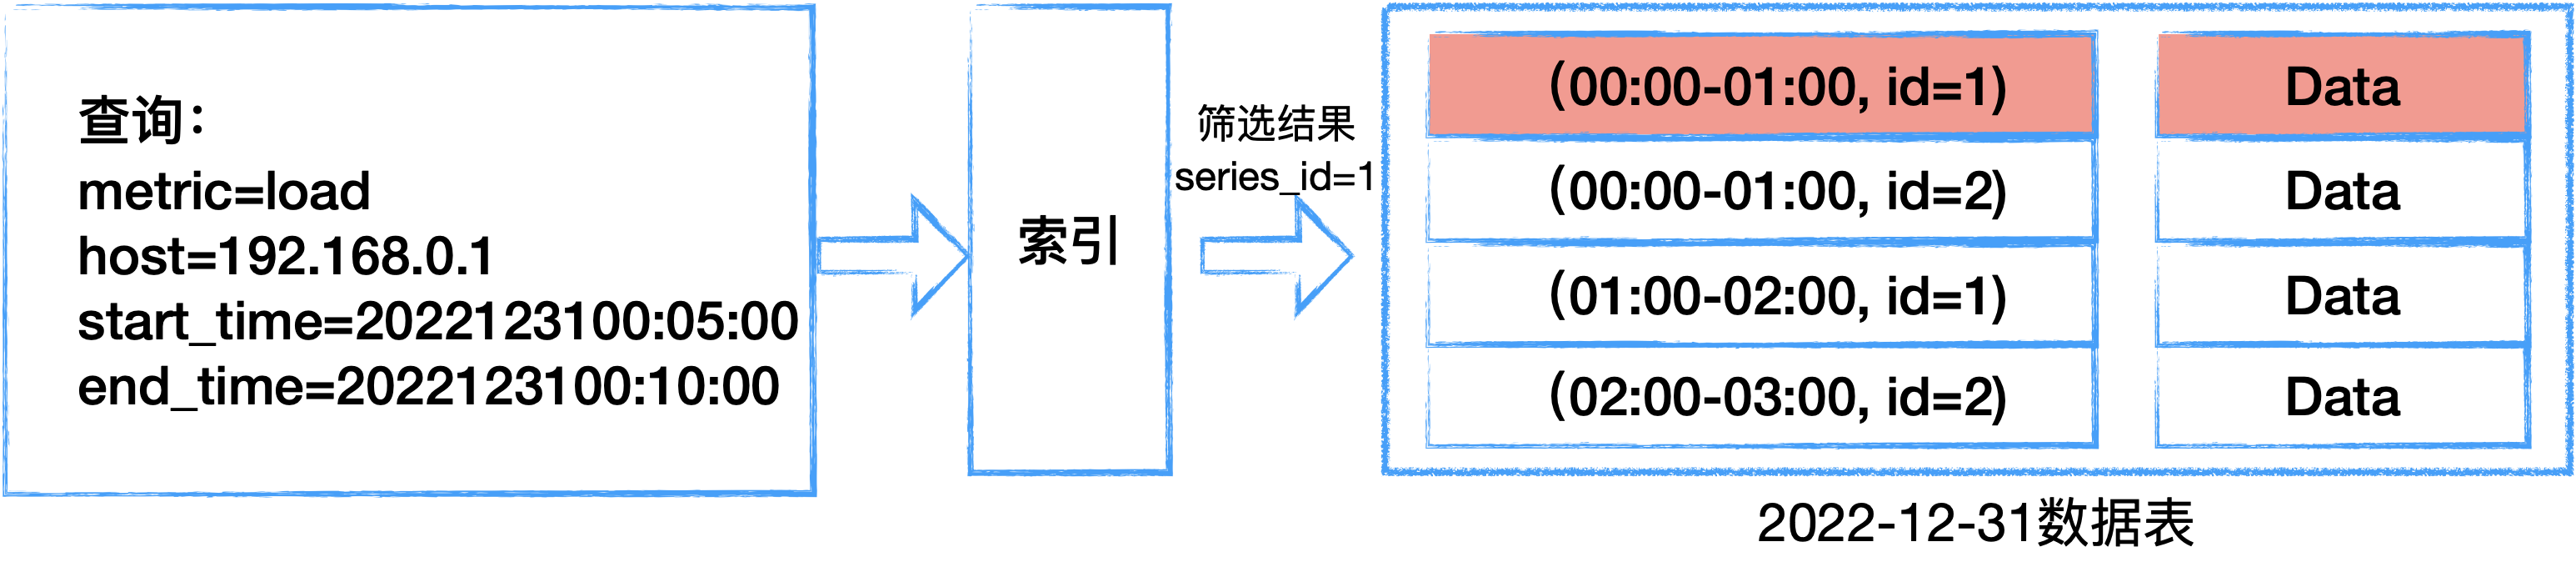 查询：
metric=load
host=192.168.0.1
start_time=2022123100:05:00
end_time=2022123100:10:00
索引
筛选结果
series_id=1
(00:00-01:00, id=1) Data
(00:00-01:00, id=2) Data
(01:00-02:00, id=1) Data
(02:00-03:00, id=2) Data
2022-12-31数据表